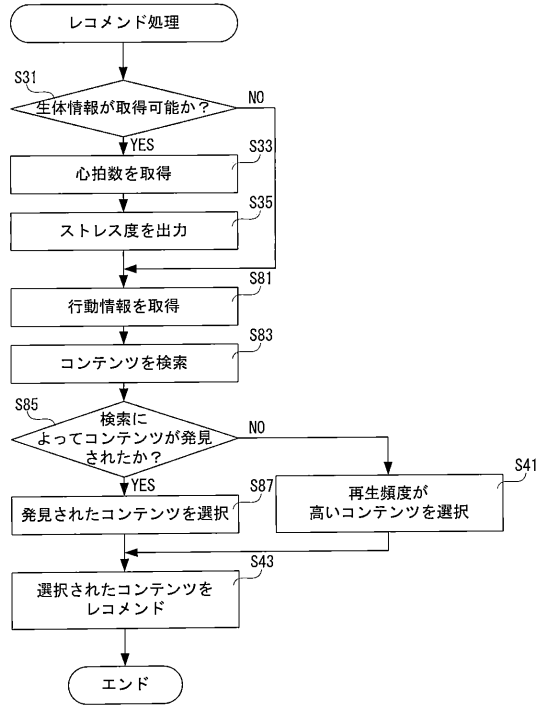 レコメンド処理
S31
生体情報が取得可能か？
NO
YES
S33
心拍数を取得
S35
ストレス度を出力
S81
行動情報を取得
S83
コンテンツを検索
S85
検索に
よってコンテンツが発見
されたか？
NO
YES
S87
発見されたコンテンツを選択
S41
再生頻度が
高いコンテンツを選択
S43
選択されたコンテンツを
レコメンド
エンド